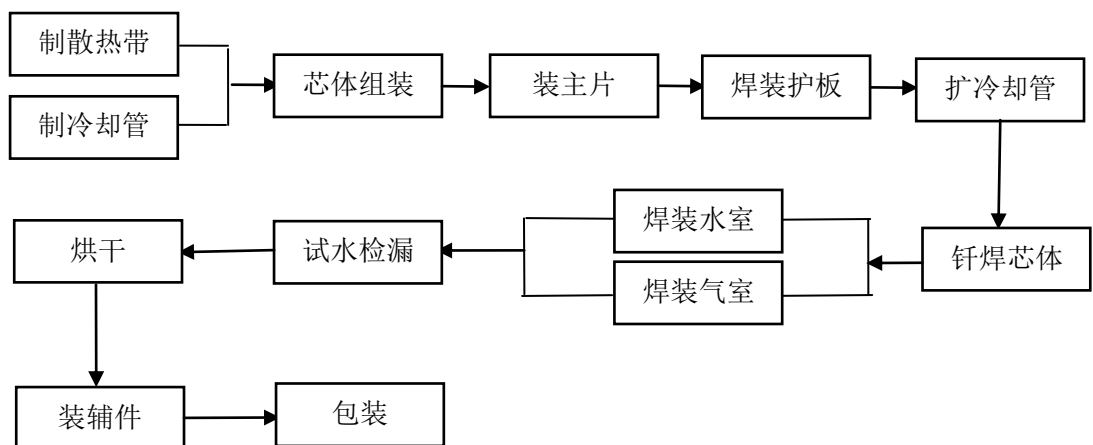 制散热带
制冷却管
芯体组装
装主片
焊装护板
扩冷却管
钎焊芯体
焊装水室
焊装气室
试水检漏
烘干
装辅件
包装